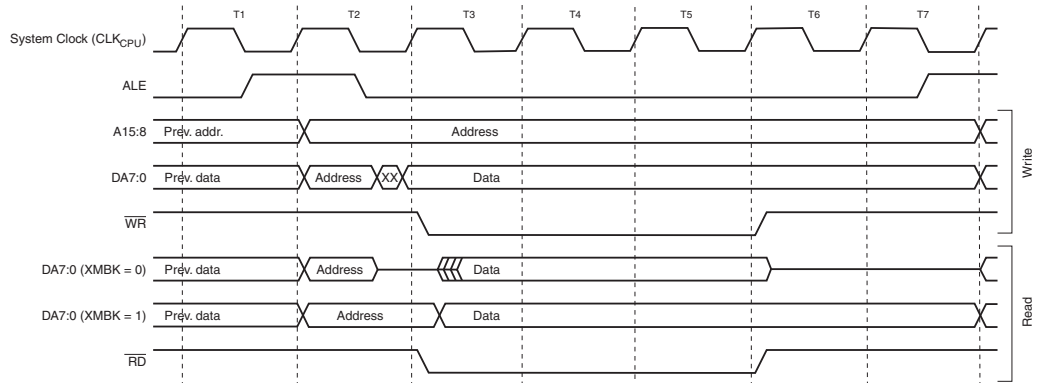 T1 T2 T3 T4 T5 T6 T7
System Clock (CLKCPU)
ALE
A15:8 Prev. addr. Address
DA7:0 Prev. data Address XX Data
WR
Write
DA7:0 (XMBK = 0) Prev. data Address Data
DA7:0 (XMBK = 1) Prev. data Address Data
RD
Read